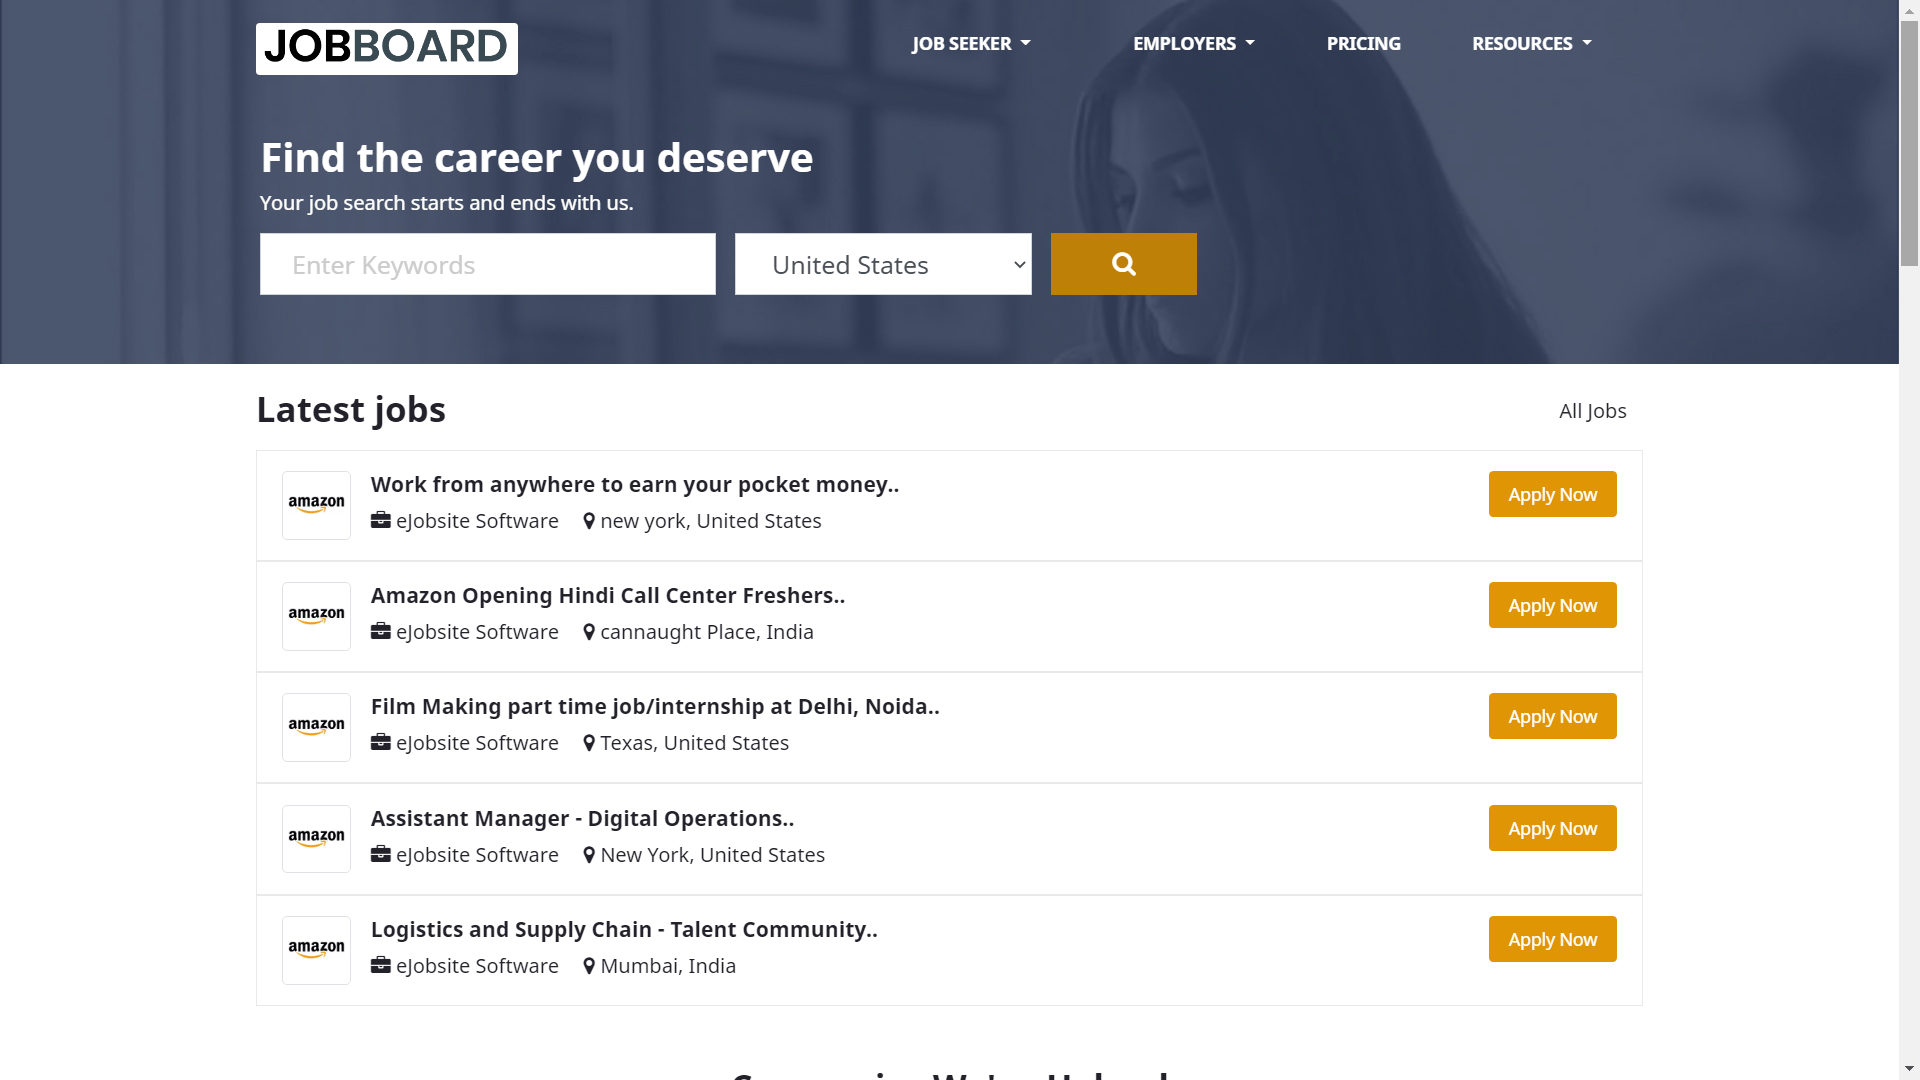 JOBBOARD
JOB SEEKER
EMPLOYERS
PRICING
RESOURCES
Find the career you deserve
Your job search starts and ends with us.
Enter Keywords
United States
Latest jobs
All Jobs
amazon
Work from anywhere to earn your pocket money..
eJobsite Software
new york, United States
Apply Now
amazon
Amazon Opening Hindi Call Center Freshers..
eJobsite Software
cannaught Place, India
Apply Now
amazon
Film Making part time job/internship at Delhi, Noida..
eJobsite Software
Texas, United States
Apply Now
amazon
Assistant Manager - Digital Operations..
eJobsite Software
New York, United States
Apply Now
amazon
Logistics and Supply Chain - Talent Community..
eJobsite Software
Mumbai, India
Apply Now